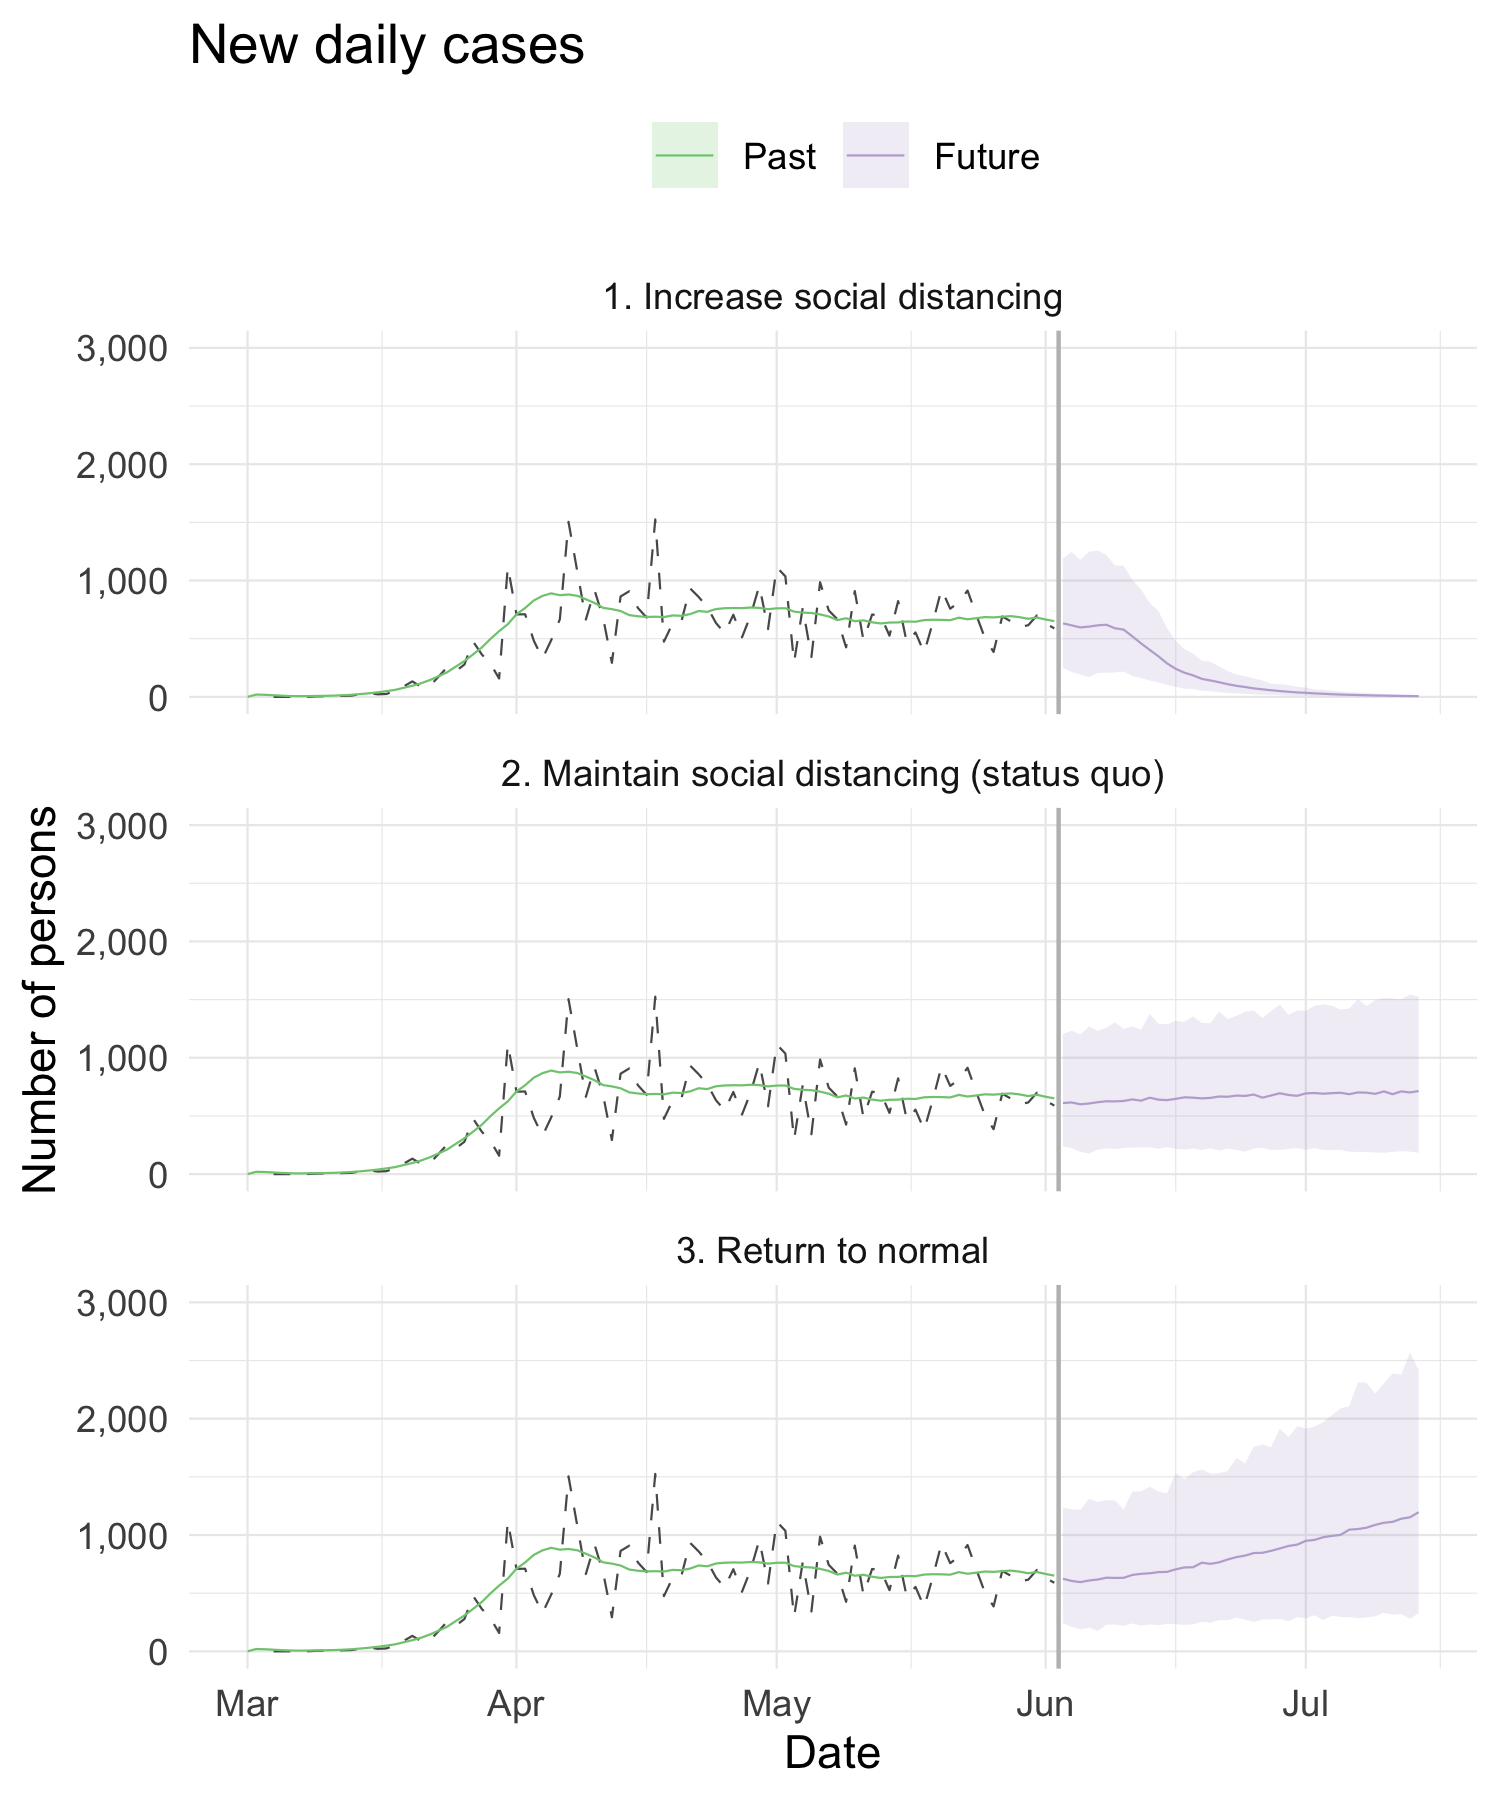 New daily cases
Past
Future
1. Increase social distancing
3,000
2,000
1,000
0
2. Maintain social distancing (status quo)
3,000
2,000
1,000
0
Number of persons
3. Return to normal
3,000
2,000
1,000
0
Mar
Apr
May
Jun
Jul
Date